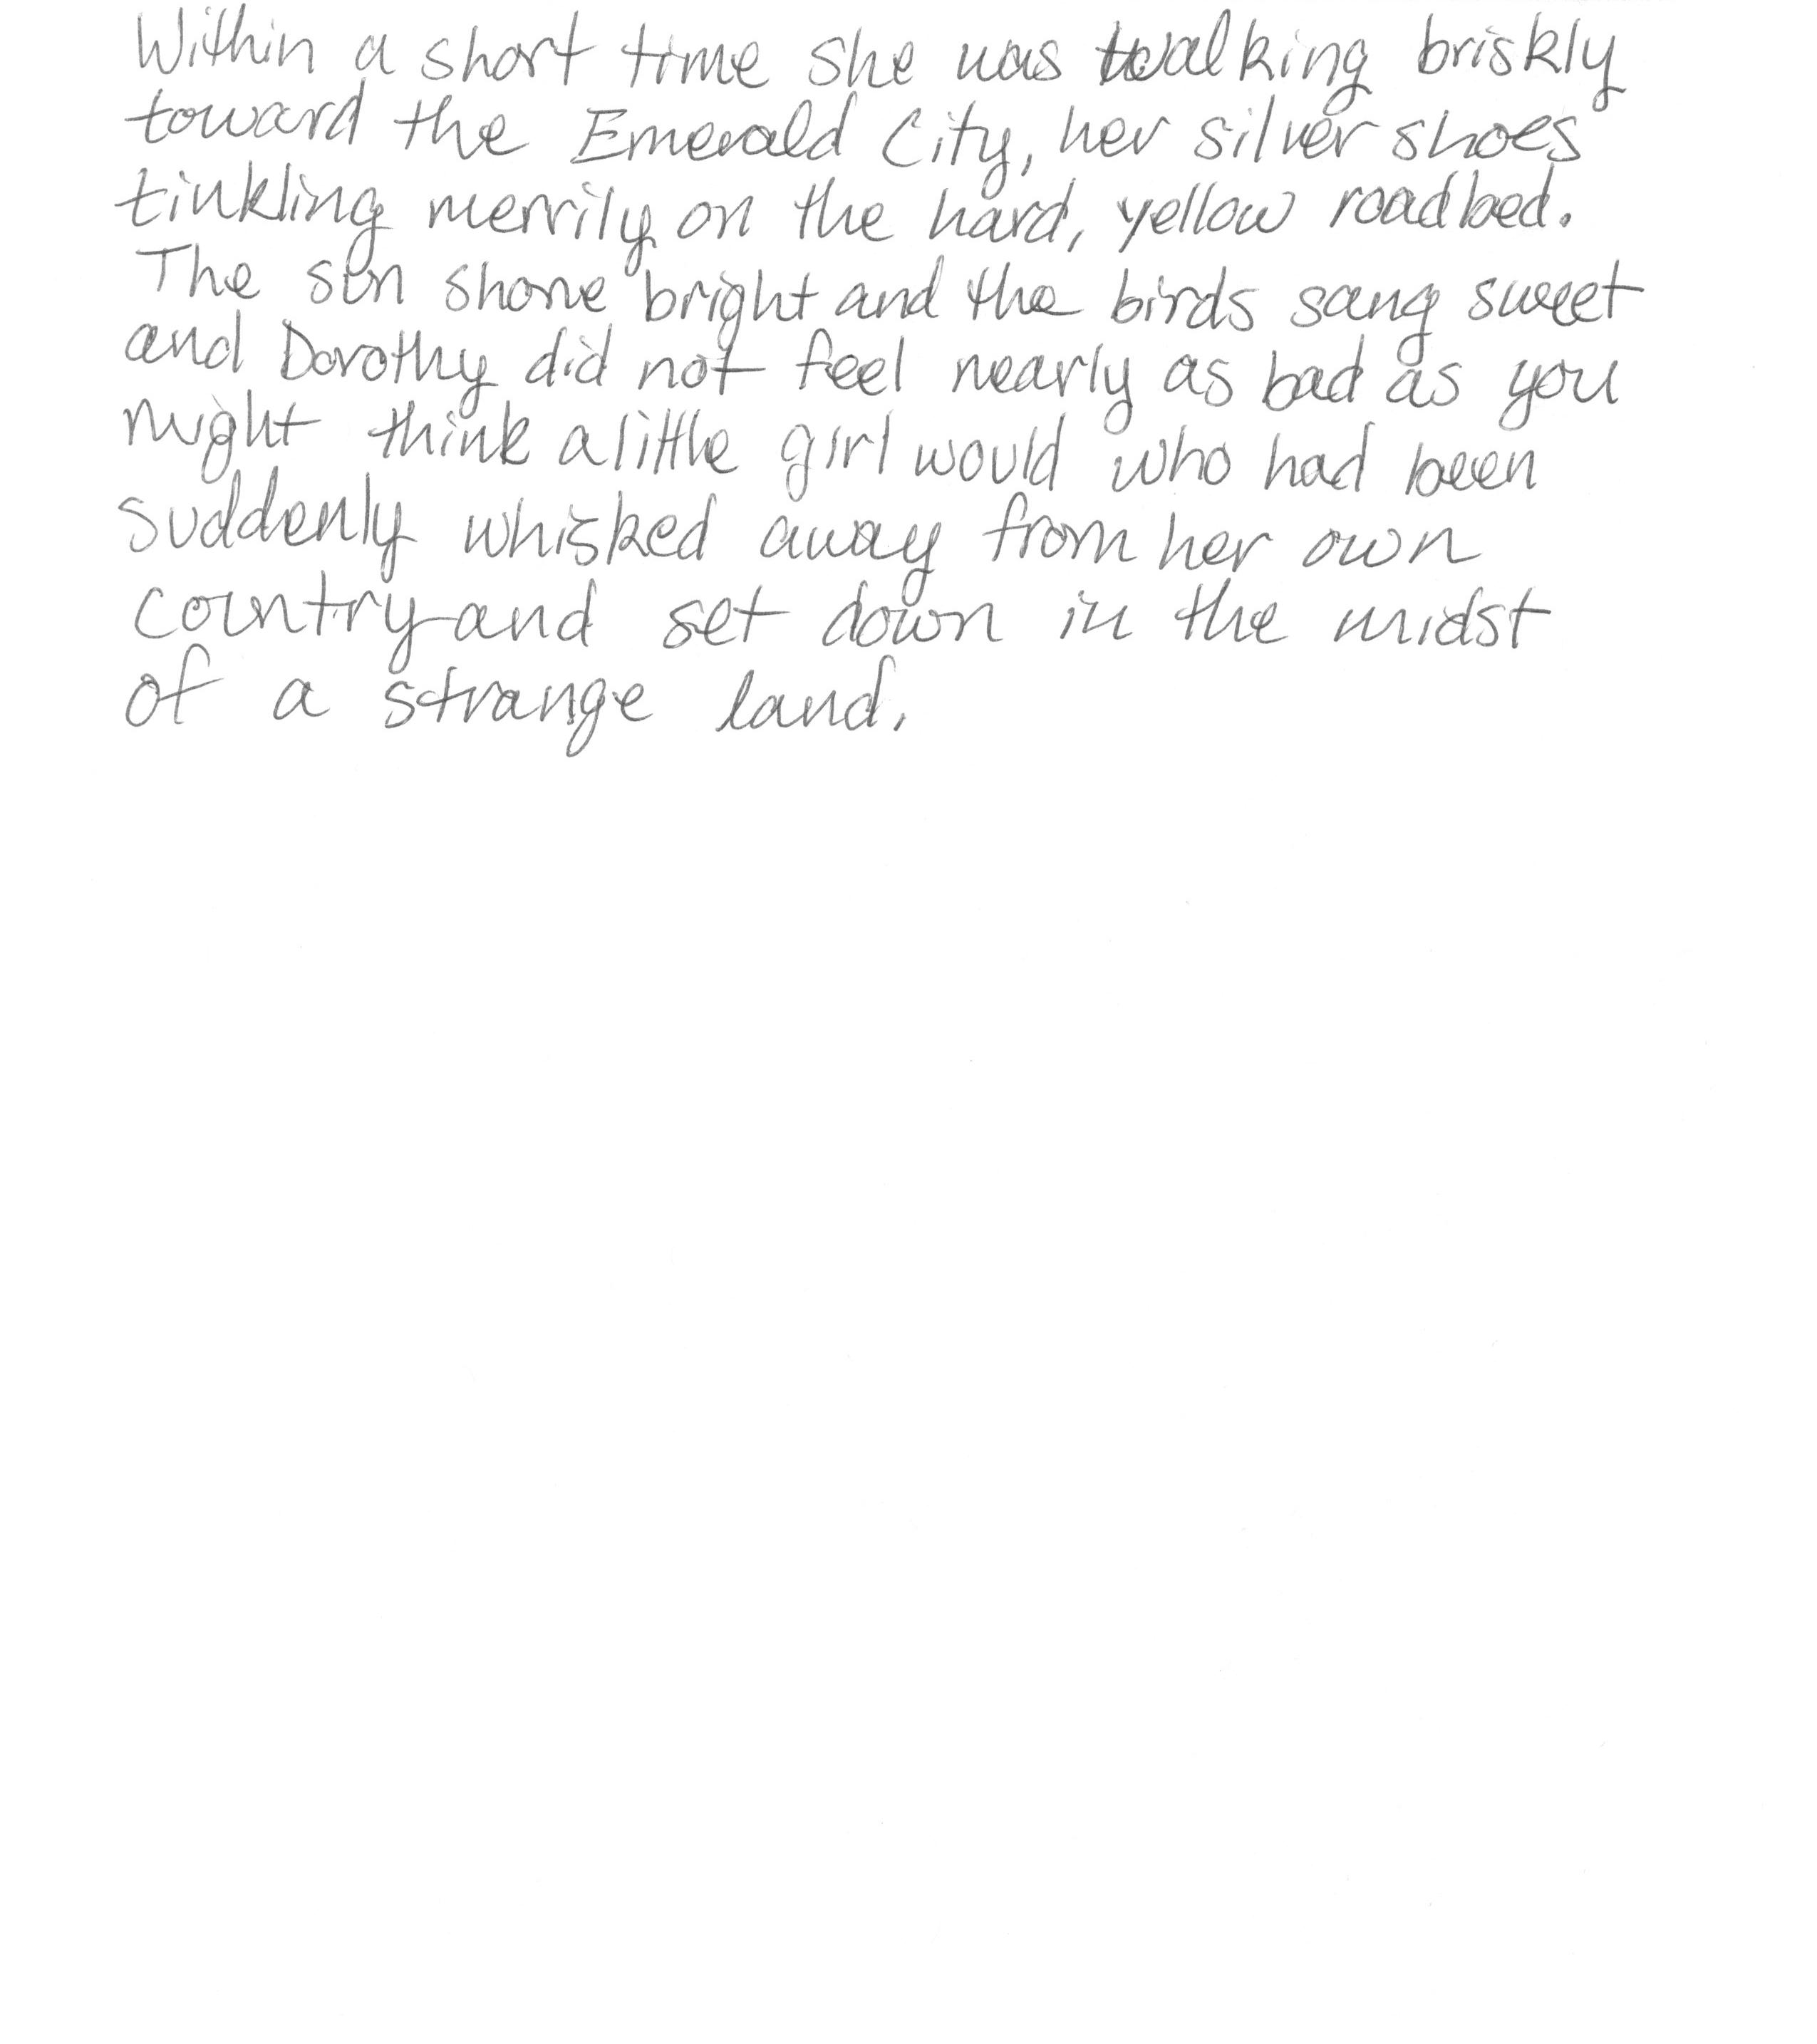 Within a short time she was walking briskly
toward the Emerald City, her silver shoes
tinkling merrily on the hard, yellow roadbed.
The sun shone bright and the birds sang sweet
and Dorothy did not feel nearly as bad as you
might think a little girl would who had been
suddenly whisked away from her own
country and set down in the midst
of a strange land.